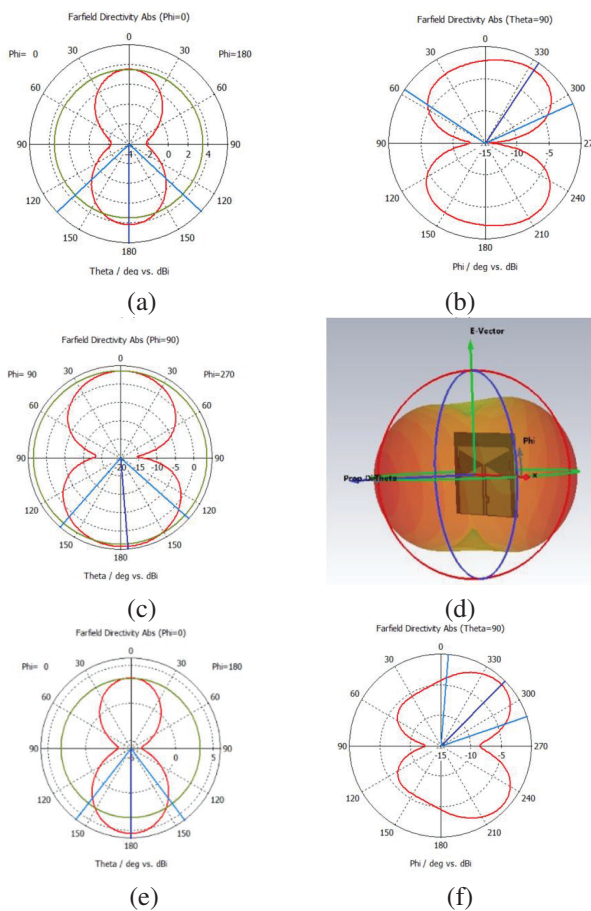 Farfield Directivity Abs (Phi=0)
0
Phi= 0 30 30 Phi=180
60 60
90 -4 -2 0 2 4 90
120 120
150 150
180
Theta / deg vs. dBi
(a)
Farfield Directivity Abs (Theta=90)
0
30 330
60 300
90 -15 -10 -5 27
120 240
150 210
180
Phi / deg vs. dBi
(b)
Farfield Directivity Abs (Phi=90)
0
Phi= 90 30 30 Phi=270
60 60
90 -20 -15 -10 -5 0 90
120 120
150 150
180
Theta / deg vs. dBi
(c)
E-Vector
Phi
Theta
x
(d)
Farfield Directivity Abs (Phi=0)
0
Phi= 0 30 30 Phi=180
60 60
90 -5 0 5 90
120 120
150 150
180
Theta / deg vs. dBi
(e)
Farfield Directivity Abs (Theta=90)
0
30 330
60 300
90 -15 -10 -5 270
120 240
150 210
180
Phi / deg vs. dBi
(f)